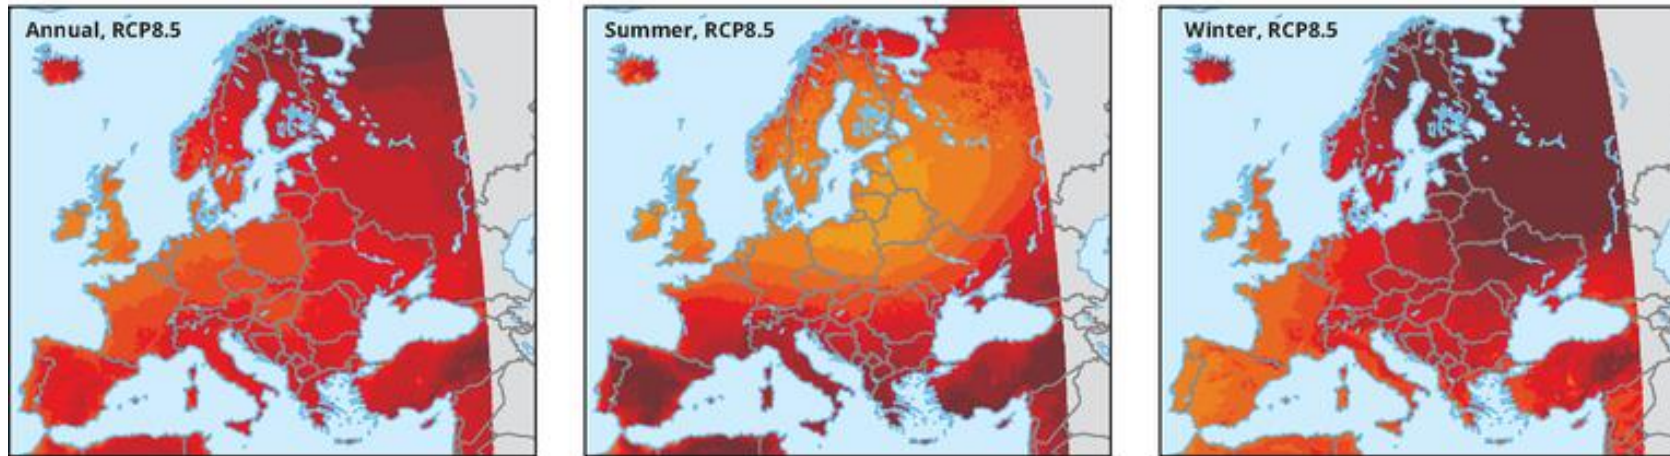 Annual, RCP8.5
Summer, RCP8.5
Winter, RCP8.5